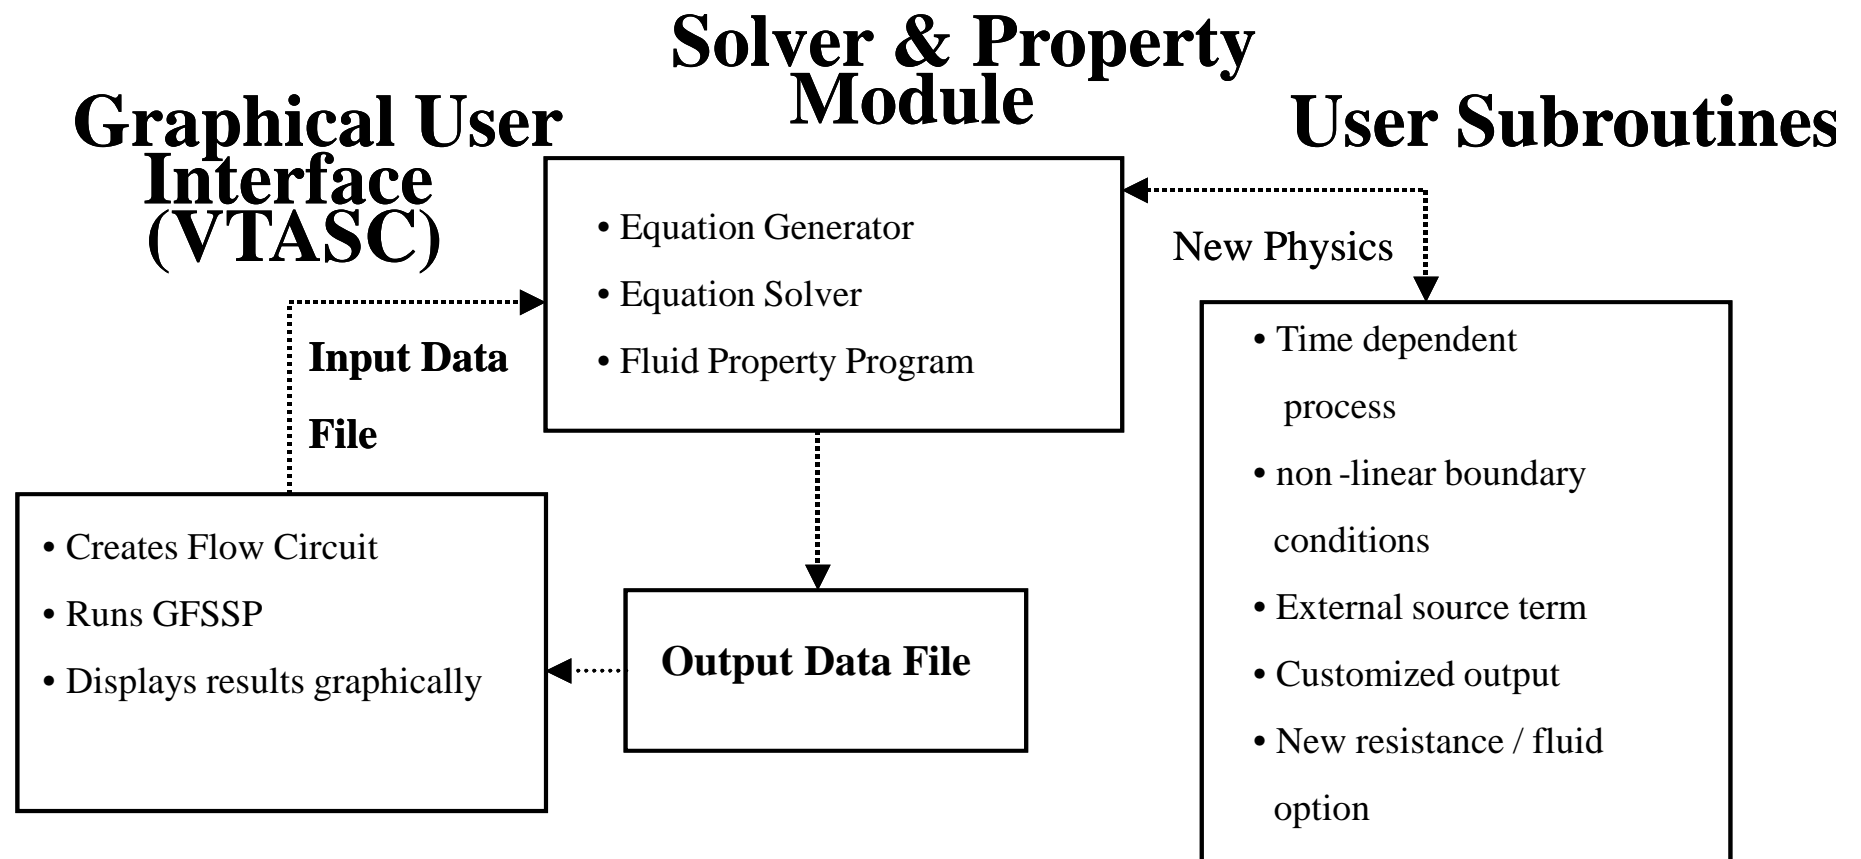 Solver & Property
Module
Graphical User
Interface
(VTASC)
User Subroutines
• Equation Generator
• Equation Solver
• Fluid Property Program
New Physics
Input Data
File
• Creates Flow Circuit
• Runs GFSSP
• Displays results graphically
Output Data File
• Time dependent
process
• non -linear boundary
conditions
• External source term
• Customized output
• New resistance / fluid
option